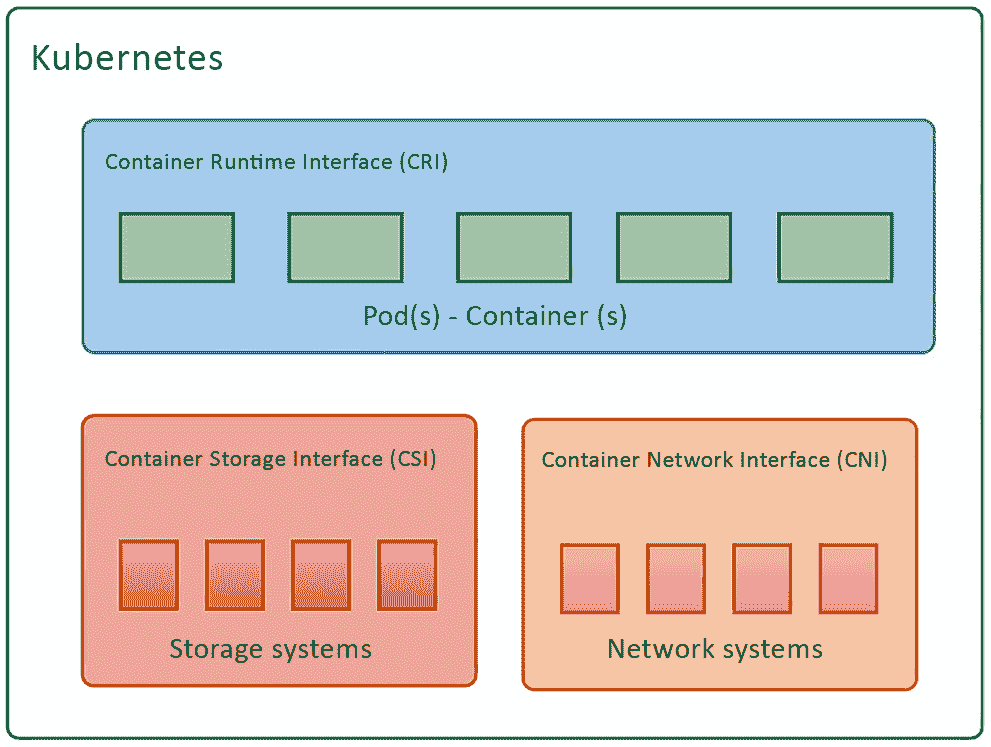 Kubernetes
Container Runtime Interface (CRI)
Pod(s) - Container (s)
Container Storage Interface (CSI)
Storage systems
Container Network Interface (CNI)
Network systems